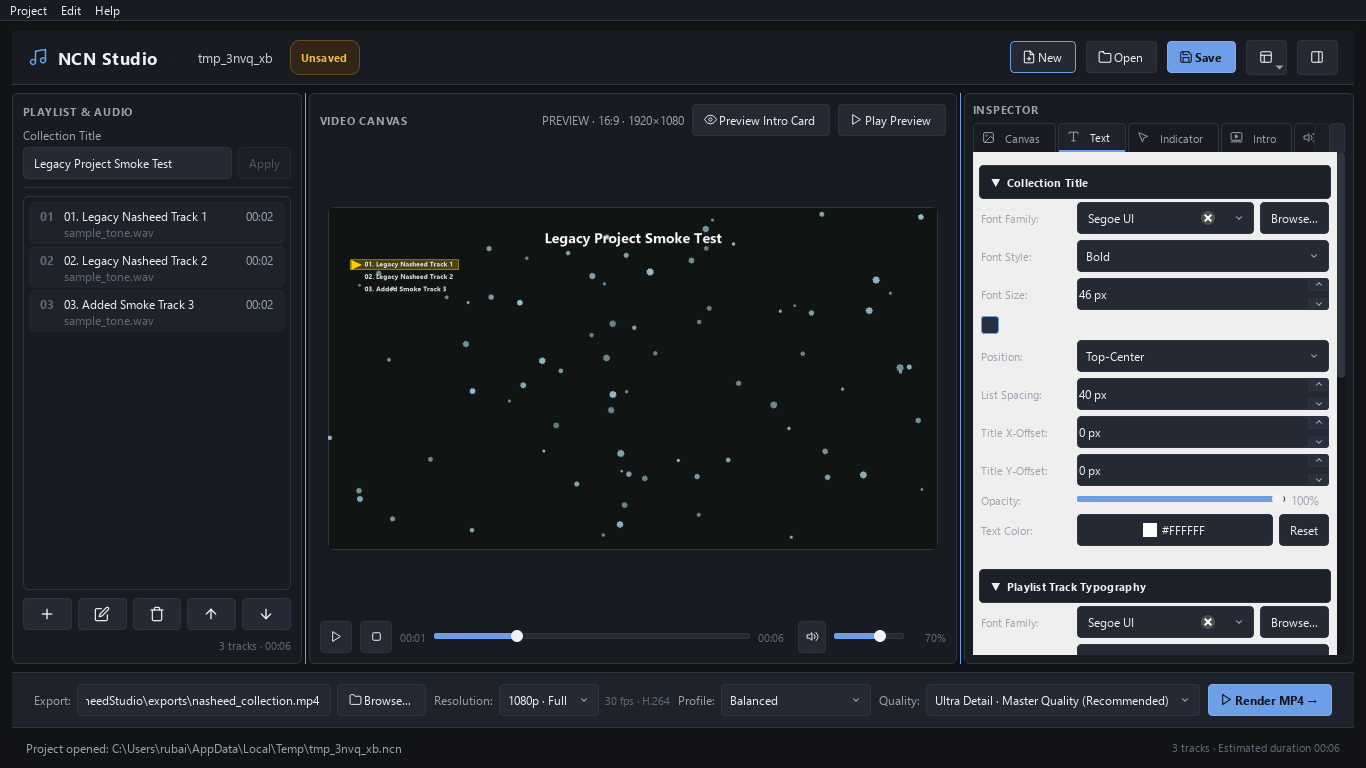 Project Edit Help
NCN Studio tmp_3nvq_xb Unsaved New Open Save
PLAYLIST & AUDIO
Collection Title
Legacy Project Smoke Test Apply
01 01. Legacy Nasheed Track 1 00:02
sample_tone.wav
02 02. Legacy Nasheed Track 2 00:02
sample_tone.wav
03 03. Added Smoke Track 3 00:02
sample_tone.wav
3 tracks · 00:06
VIDEO CANVAS PREVIEW · 16:9 · 1920×1080 Preview Intro Card Play Preview
Legacy Project Smoke Test
01. Legacy Nasheed Track 1
02. Legacy Nasheed Track 2
03. Added Smoke Track 3
00:01 00:06 70%
INSPECTOR
Canvas Text Indicator Intro
▼ Collection Title
Font Family: Segoe UI Browse...
Font Style: Bold
Font Size: 46 px
Position: Top-Center
List Spacing: 40 px
Title X-Offset: 0 px
Title Y-Offset: 0 px
Opacity: 100%
Text Color: #FFFFFF Reset
▼ Playlist Track Typography
Font Family: Segoe UI Browse...
Export: needStudio\exports\nasheed_collection.mp4 Browse... Resolution: 1080p · Full 30 fps · H.264 Profile: Balanced Quality: Ultra Detail · Master Quality (Recommended) Render MP4 →
Project opened: C:\Users\rubai\AppData\Local\Temp\tmp_3nvq_xb.ncn 3 tracks · Estimated duration 00:06